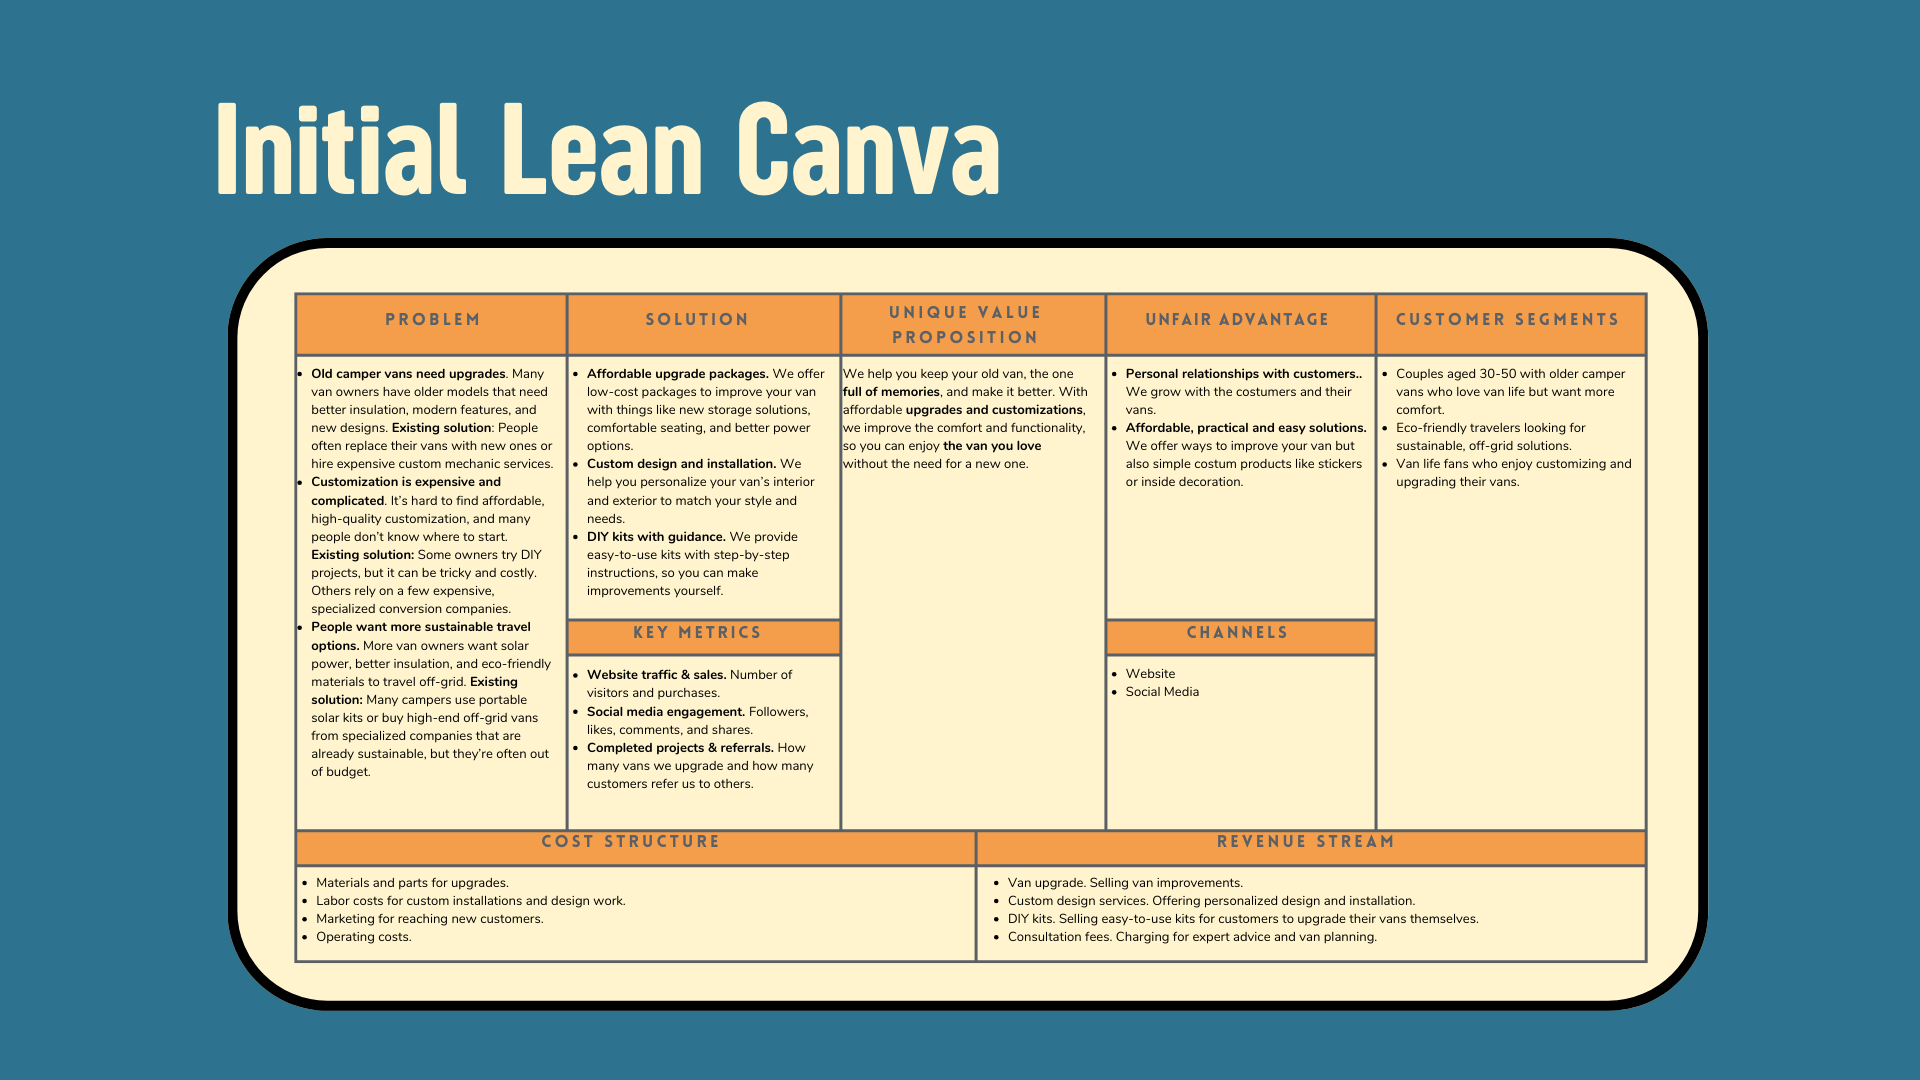 Initial Lean Canva
PROBLEM
Old camper vans need upgrades. Many
van owners have older models that need
better insulation, modern features, and
new designs. Existing solution: People
often replace their vans with new ones or
hire expensive custom mechanic services.
Customization is expensive and
complicated. It’s hard to find affordable,
high-quality customization, and many
people don’t know where to start.
Existing solution: Some owners try DIY
projects, but it can be tricky and costly.
Others rely on a few expensive,
specialized conversion companies.
People want more sustainable travel
options. More van owners want solar
power, better insulation, and eco-friendly
materials to travel off-grid. Existing
solution: Many campers use portable
solar kits or buy high-end off-grid vans
from specialized companies that are
already sustainable, but they’re often out
of budget.
SOLUTION
Affordable upgrade packages. We offer
low-cost packages to improve your van
with things like new storage solutions,
comfortable seating, and better power
options.
Custom design and installation. We
help you personalize your van’s interior
and exterior to match your style and
needs.
DIY kits with guidance. We provide
easy-to-use kits with step-by-step
instructions, so you can make
improvements yourself.
KEY METRICS
Website traffic & sales. Number of
visitors and purchases.
Social media engagement. Followers,
likes, comments, and shares.
Completed projects & referrals. How
many vans we upgrade and how many
customers refer us to others.
UNIQUE VALUE
PROPOSITION
We help you keep your old van, the one
full of memories, and make it better. With
affordable upgrades and customizations,
we improve the comfort and functionality,
so you can enjoy the van you love
without the need for a new one.
UNFAIR ADVANTAGE
Personal relationships with customers..
We grow with the costumers and their
vans.
Affordable, practical and easy solutions.
We offer ways to improve your van but
also simple costum products like stickers
or inside decoration.
CHANNELS
Website
Social Media
CUSTOMER SEGMENTS
Couples aged 30-50 with older camper
vans who love van life but want more
comfort.
Eco-friendly travelers looking for
sustainable, off-grid solutions.
Van life fans who enjoy customizing and
upgrading their vans.
COST STRUCTURE
Materials and parts for upgrades.
Labor costs for custom installations and design work.
Marketing for reaching new customers.
Operating costs.
REVENUE STREAM
Van upgrade. Selling van improvements.
Custom design services. Offering personalized design and installation.
DIY kits. Selling easy-to-use kits for customers to upgrade their vans themselves.
Consultation fees. Charging for expert advice and van planning.